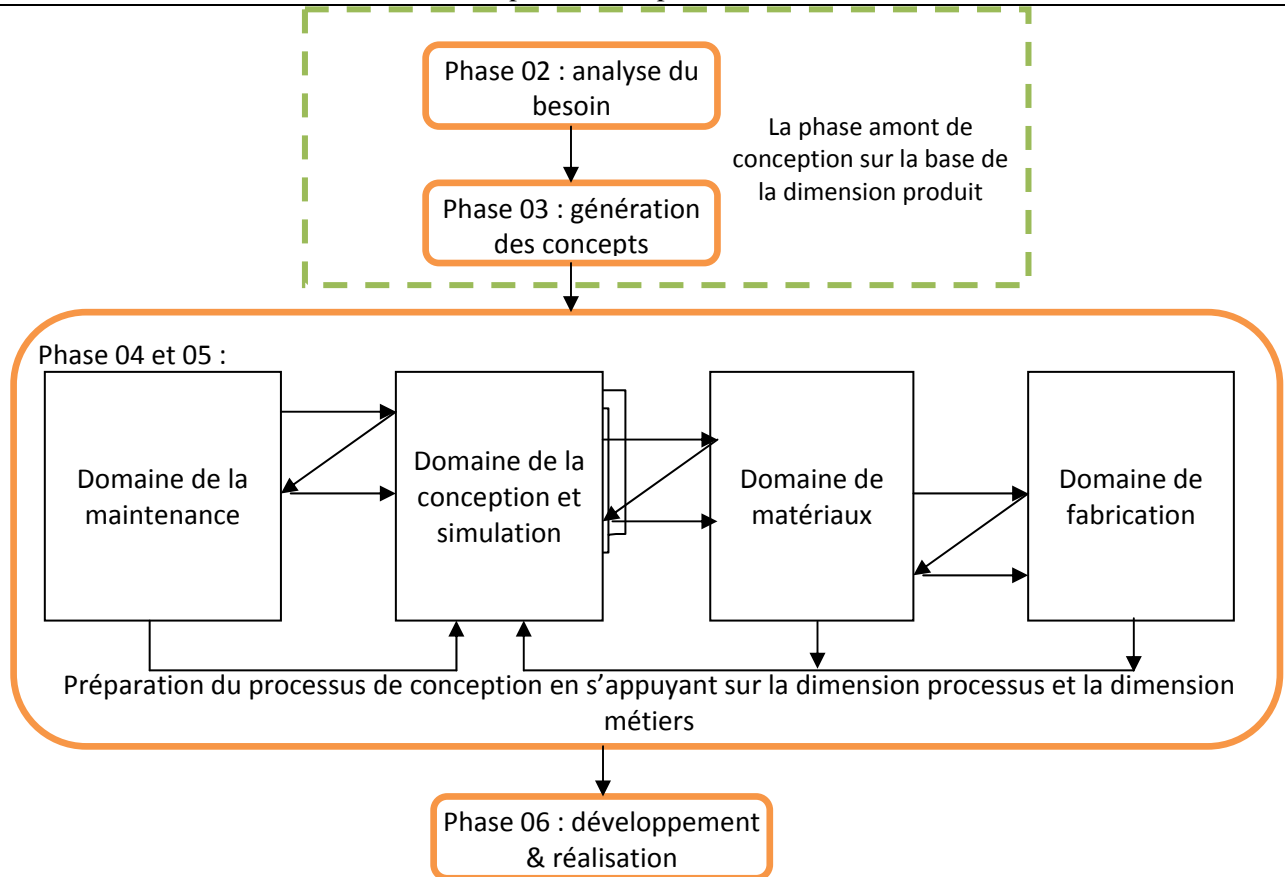 Phase 02 : analyse du
besoin
La phase amont de
conception sur la base de
la dimension produit
Phase 03 : génération
des concepts
Phase 04 et 05 :
Domaine de la
maintenance
Domaine de la
conception et
simulation
Domaine de
matériaux
Domaine de
fabrication
Préparation du processus de conception en s’appuyant sur la dimension processus et la dimension
métiers
Phase 06 : développement
& réalisation